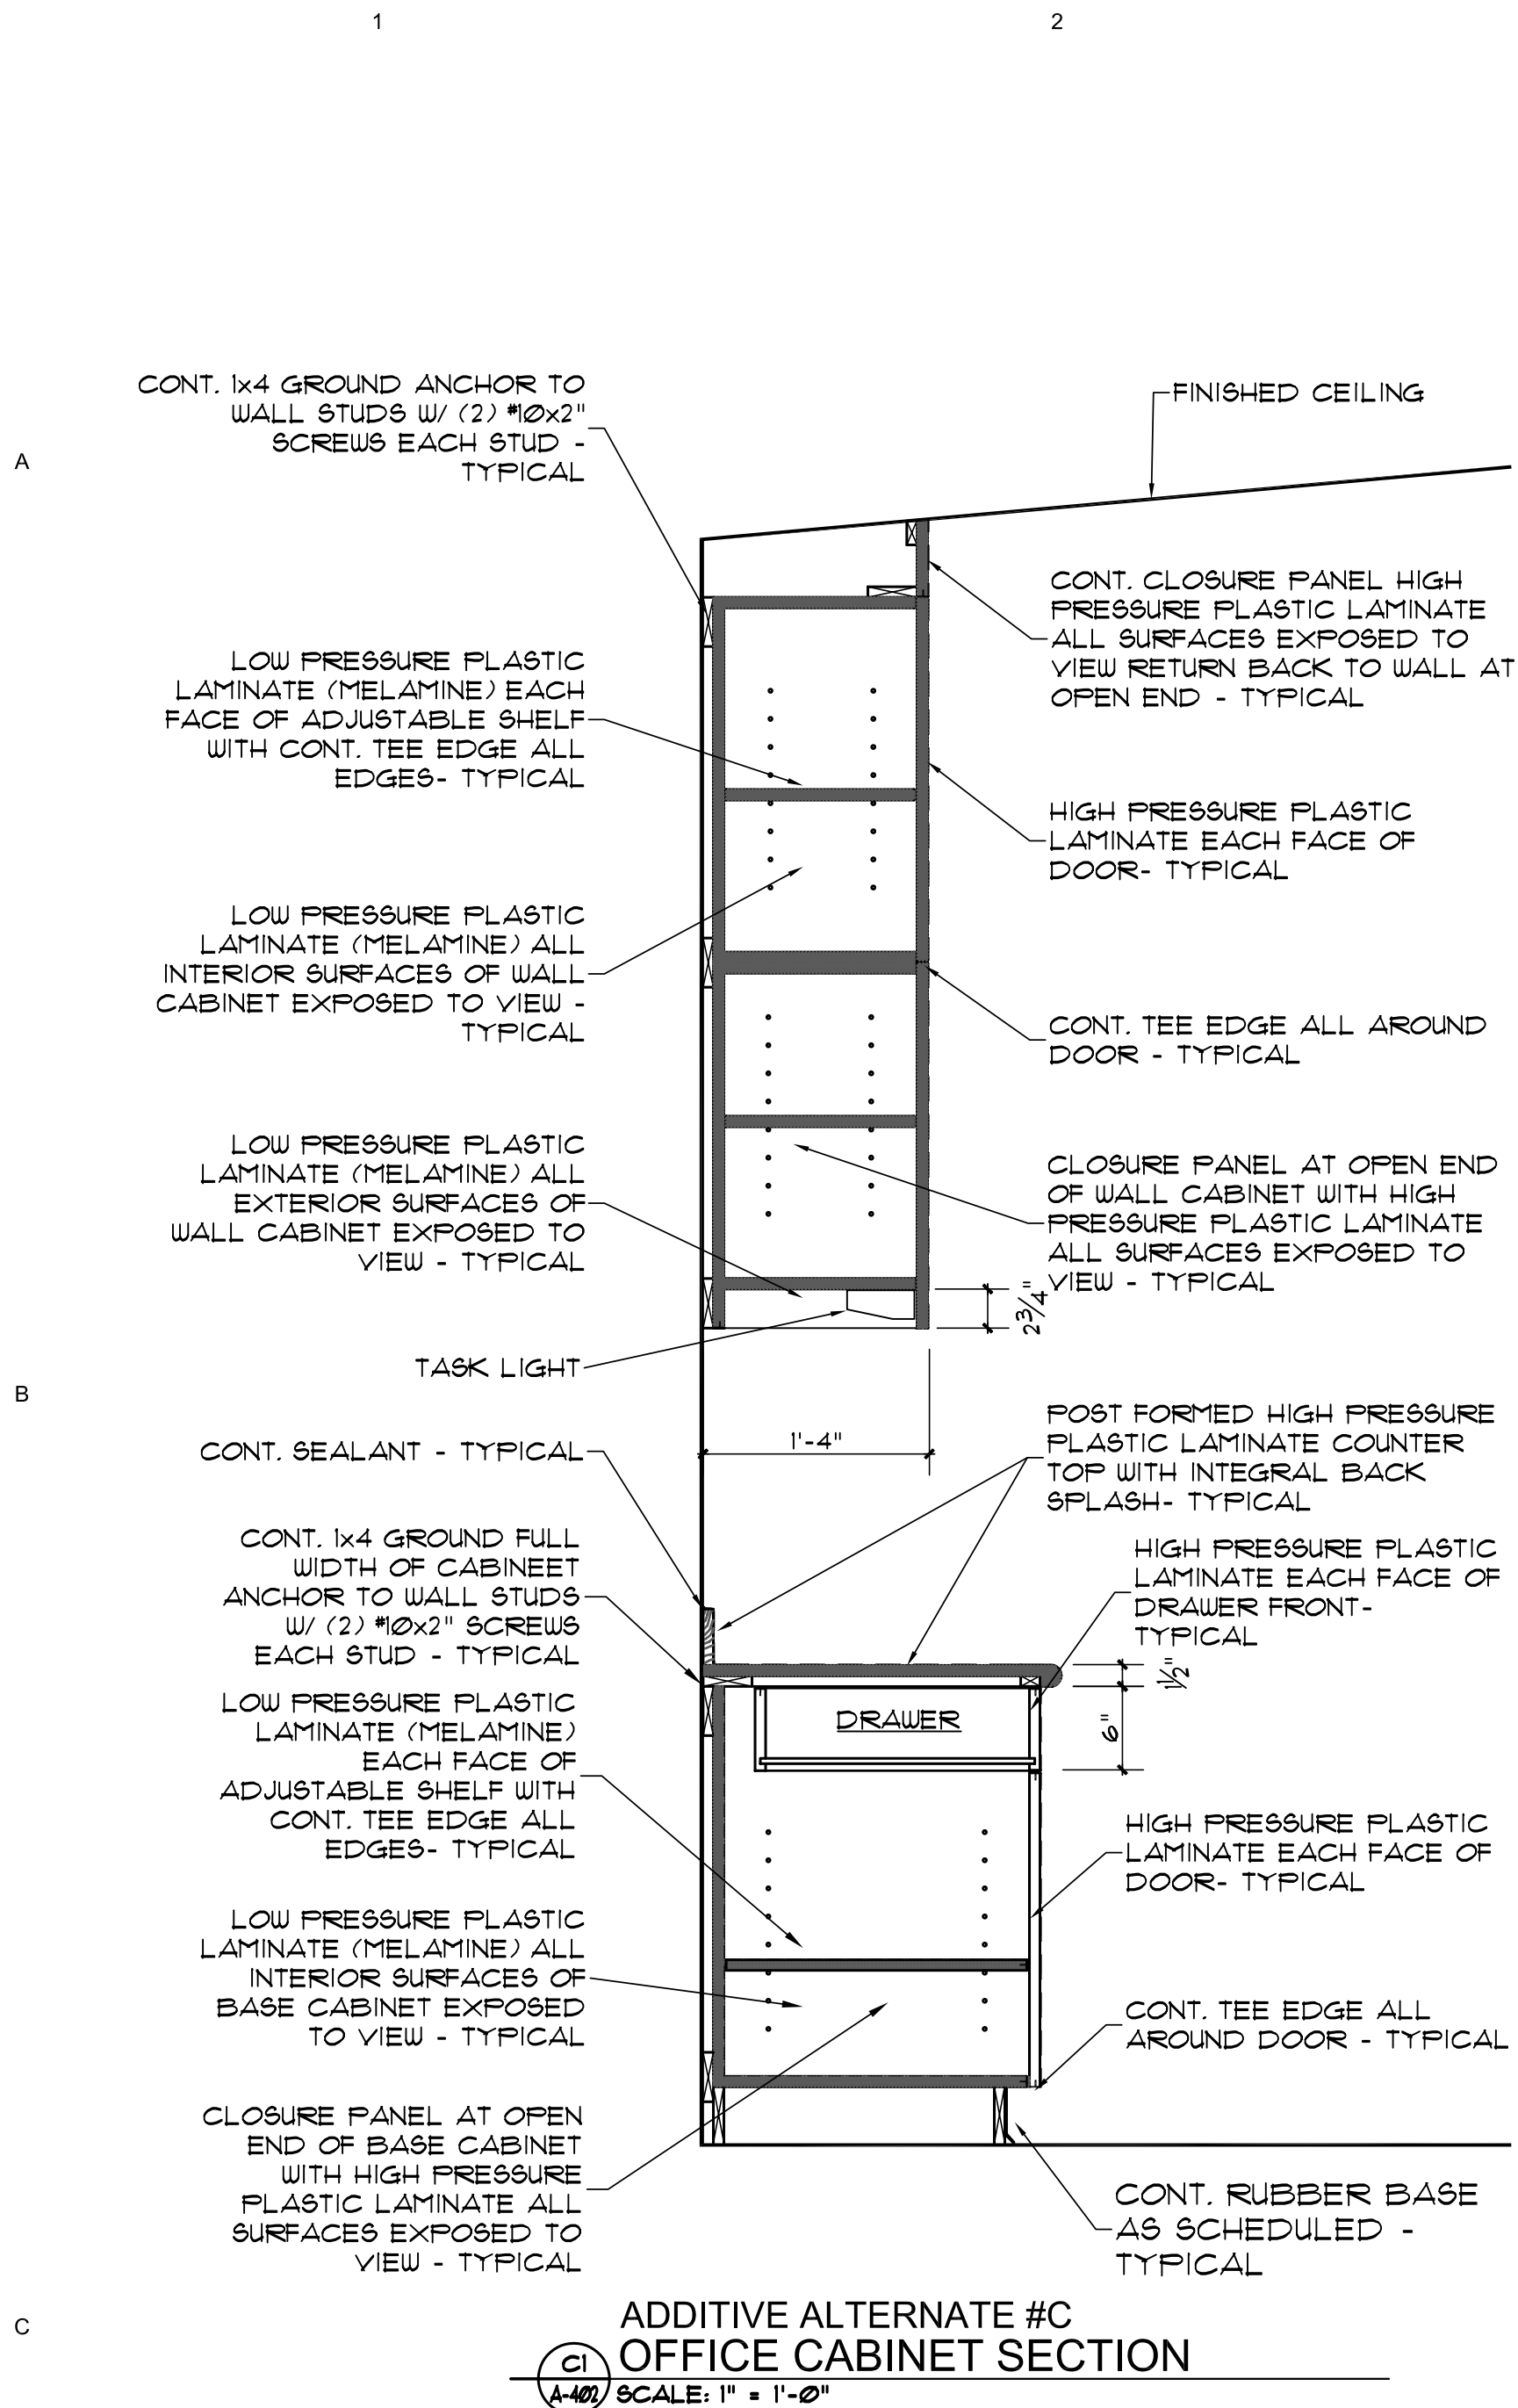 1
2
CONT. 1x4 GROUND ANCHOR TO
WALL STUDS W/ (2) #10x2"
SCREWS EACH STUD -
TYPICAL
FINISHED CEILING
A
CONT. CLOSURE PANEL HIGH
PRESSURE PLASTIC LAMINATE
ALL SURFACES EXPOSED TO
VIEW RETURN BACK TO WALL AT
OPEN END - TYPICAL
LOW PRESSURE PLASTIC
LAMINATE (MELAMINE) EACH
FACE OF ADJUSTABLE SHELF
WITH CONT. TEE EDGE ALL
EDGES- TYPICAL
HIGH PRESSURE PLASTIC
LAMINATE EACH FACE OF
DOOR- TYPICAL
LOW PRESSURE PLASTIC
LAMINATE (MELAMINE) ALL
INTERIOR SURFACES OF WALL
CABINET EXPOSED TO VIEW -
TYPICAL
CONT. TEE EDGE ALL AROUND
DOOR - TYPICAL
LOW PRESSURE PLASTIC
LAMINATE (MELAMINE) ALL
EXTERIOR SURFACES OF
WALL CABINET EXPOSED TO
VIEW - TYPICAL
CLOSURE PANEL AT OPEN END
OF WALL CABINET WITH HIGH
PRESSURE PLASTIC LAMINATE
ALL SURFACES EXPOSED TO
VIEW - TYPICAL
2 3/4"
TASK LIGHT
B
1'-4"
POST FORMED HIGH PRESSURE
PLASTIC LAMINATE COUNTER
TOP WITH INTEGRAL BACK
SPLASH- TYPICAL
CONT. SEALANT - TYPICAL
CONT. 1x4 GROUND FULL
WIDTH OF CABINEET
ANCHOR TO WALL STUDS
W/ (2) #10x2" SCREWS
EACH STUD - TYPICAL
HIGH PRESSURE PLASTIC
LAMINATE EACH FACE OF
DRAWER FRONT-
TYPICAL
1 1/2"
DRAWER
6"
LOW PRESSURE PLASTIC
LAMINATE (MELAMINE)
EACH FACE OF
ADJUSTABLE SHELF WITH
CONT. TEE EDGE ALL
EDGES- TYPICAL
HIGH PRESSURE PLASTIC
LAMINATE EACH FACE OF
DOOR- TYPICAL
LOW PRESSURE PLASTIC
LAMINATE (MELAMINE) ALL
INTERIOR SURFACES OF
BASE CABINET EXPOSED
TO VIEW - TYPICAL
CONT. TEE EDGE ALL
AROUND DOOR - TYPICAL
CLOSURE PANEL AT OPEN
END OF BASE CABINET
WITH HIGH PRESSURE
PLASTIC LAMINATE ALL
SURFACES EXPOSED TO
VIEW - TYPICAL
CONT. RUBBER BASE
AS SCHEDULED -
TYPICAL
C
ADDITIVE ALTERNATE #C
C1
OFFICE CABINET SECTION
A-402
SCALE: 1" = 1'-0"